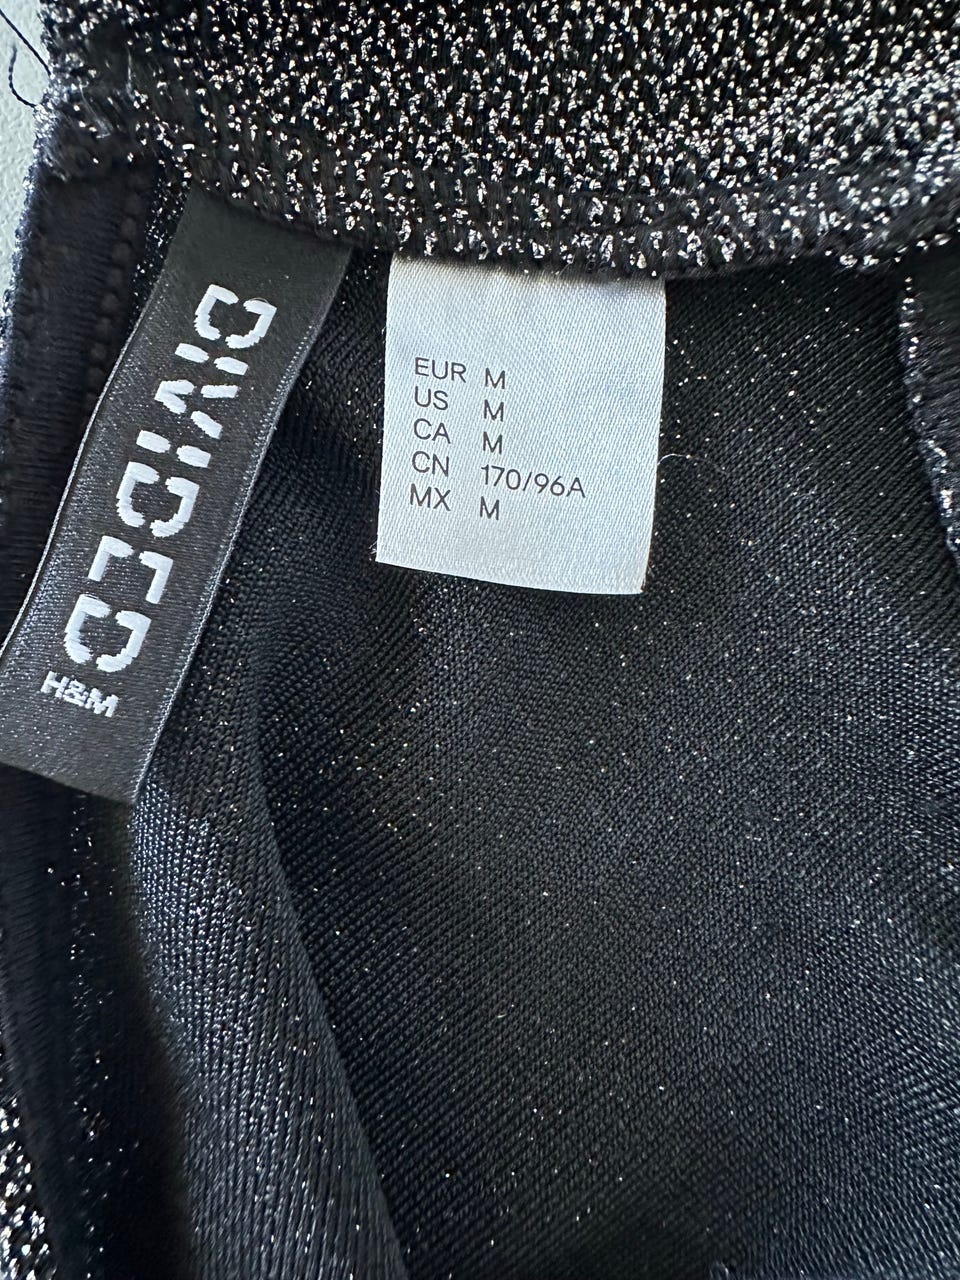 DIVIDED
H&M
EUR M
US M
CA M
CN 170/96A
MX M